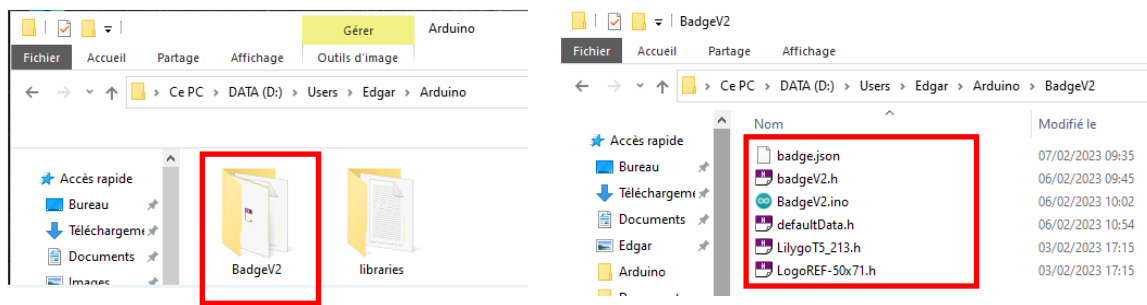 Gérer
Arduino
Fichier
Accueil
Partage
Affichage
Outils d'image
Ce PC > DATA (D:) > Users > Edgar > Arduino
Accès rapide
Bureau
Téléchargeme
Documents
Images
BadgeV2
libraries
BadgeV2
Fichier
Accueil
Partage
Affichage
Ce PC > DATA (D:) > Users > Edgar > Arduino > BadgeV2
Accès rapide
Bureau
Téléchargeme
Documents
Edgar
Arduino
Nom
Modifié le
badge.json 07/02/2023 09:35
badgeV2.h 06/02/2023 09:45
BadgeV2.ino 06/02/2023 10:02
defaultData.h 06/02/2023 10:54
LilygoT5_213.h 03/02/2023 17:15
LogoREF-50x71.h 03/02/2023 17:15